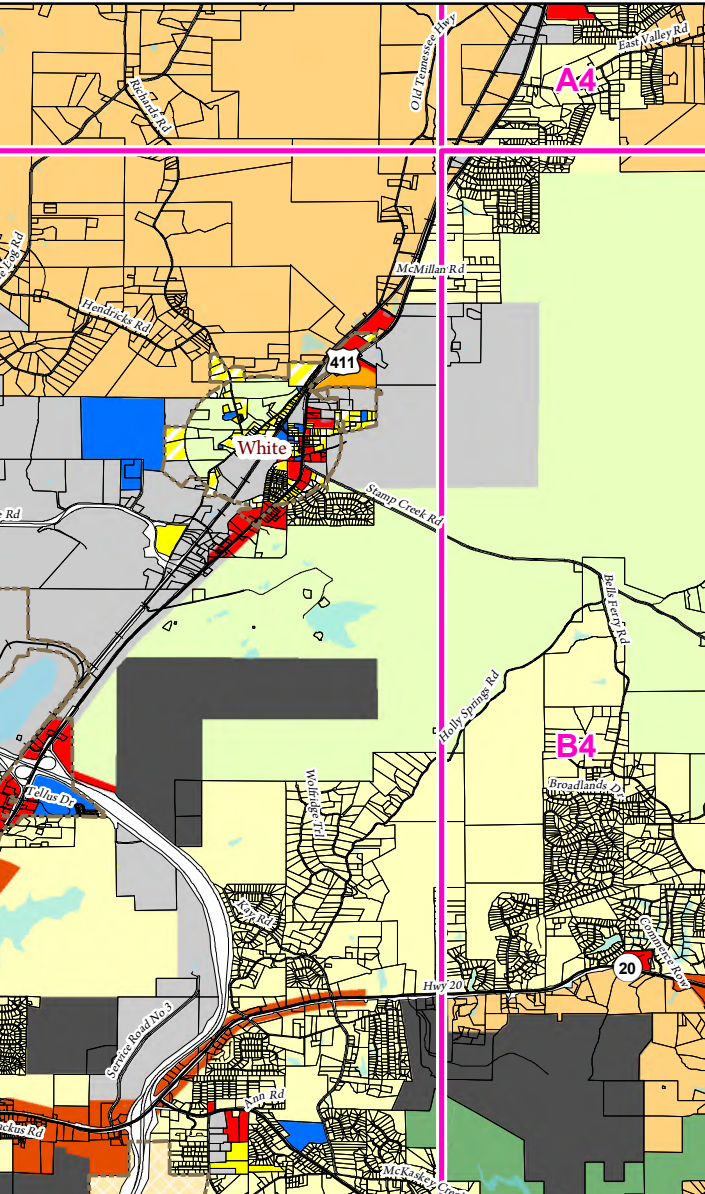 Old Tennessee Hwy
East Valley Rd
A4
Richards Rd
Log Rd
McMillan Rd
Hendricks Rd
411
White
Stamp Creek Rd
Rd
Bells Ferry Rd
Holly Springs Rd
B4
Wolfridge Trl
Broadlands Dr
Tellus Dr
Kay Rd
Commerce Row
20
Hwy 20
Service Road No 3
Ann Rd
Rd
McKaskey